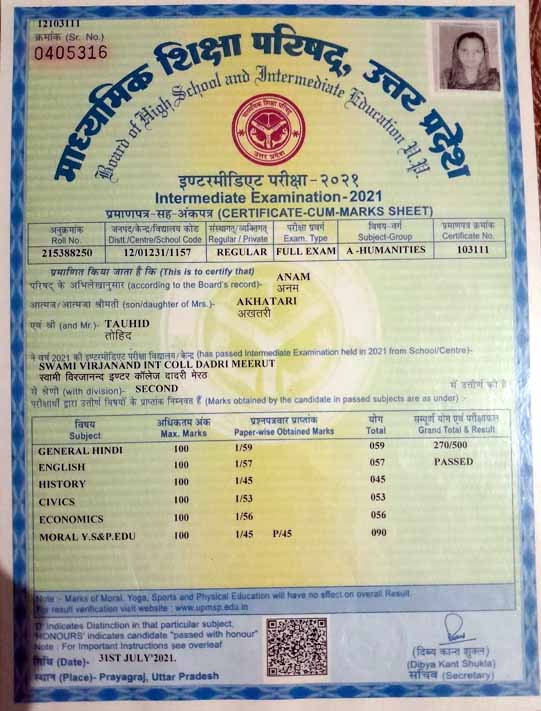 12103111
क्रमांक (Sr. No.)
0405316
माध्यमिक शिक्षा परिषद, उत्तर प्रदेश
Board of High School and Intermediate Education U.P.
माध्यमिक शिक्षा परिषद
उत्तर प्रदेश
इण्टरमीडिएट परीक्षा-२०२१
Intermediate Examination-2021
प्रमाणपत्र-सह-अंकपत्र (CERTIFICATE-CUM-MARKS SHEET)
अनुक्रमांक जनपद/केन्द्र/विद्यालय कोड संस्थागत/व्यक्तिगत परीक्षा प्रवर्ग विषय-वर्ग प्रमाणपत्र क्रमांक
Roll No. Distt./Centre/School Code Regular / Private Exam. Type Subject-Group Certificate No.
215388250 12/01231/1157 REGULAR FULL EXAM A -HUMANITIES 103111
प्रमाणित किया जाता है कि (This is to certify that)
परिषद् के अभिलेखानुसार (according to the Board's record)- ANAM
अनम
आत्मज/आत्मजा श्रीमती (son/daughter of Mrs.)- AKHATARI
अखतरी
एवं श्री (and Mr.)- TAUHID
तोहिद
ने वर्ष 2021 की इण्टरमीडिएट परीक्षा विद्यालय/केन्द्र (has passed Intermediate Examination held in 2021 from School/Centre)-
SWAMI VIRJANAND INT COLL DADRI MEERUT
स्वामी विरजानन्द इण्टर कॉलेज दादरी मेरठ
से श्रेणी (with division)- SECOND में उत्तीर्ण की है
परीक्षार्थी द्वारा उत्तीर्ण विषयों के प्राप्तांक निम्नवत हैं (Marks obtained by the candidate in passed subjects are as under) :-
विषय अधिकतम अंक प्रश्नपत्रवार प्राप्तांक योग सम्पूर्ण योग एवं परीक्षाफल
Subject Max. Marks Paper-wise Obtained Marks Total Grand Total & Result
GENERAL HINDI 100 1/59 059 270/500
ENGLISH 100 1/57 057 PASSED
HISTORY 100 1/45 045
CIVICS 100 1/53 053
ECONOMICS 100 1/56 056
MORAL Y.S&P.EDU 100 1/45 P/45 090
Note :- Marks of Moral, Yoga, Sports and Physical Education will have no effect on overall Result.
For result verification visit website : www.upmsp.edu.in
'D' Indicates Distinction in that particular subject,
'HONOURS' indicates candidate "passed with honour"
Note : For Important Instructions see overleaf
तिथि (Date)- 31ST JULY'2021.
स्थान (Place)- Prayagraj, Uttar Pradesh
(दिव्य कान्त शुक्ल)
(Dibya Kant Shukla)
सचिव (Secretary)